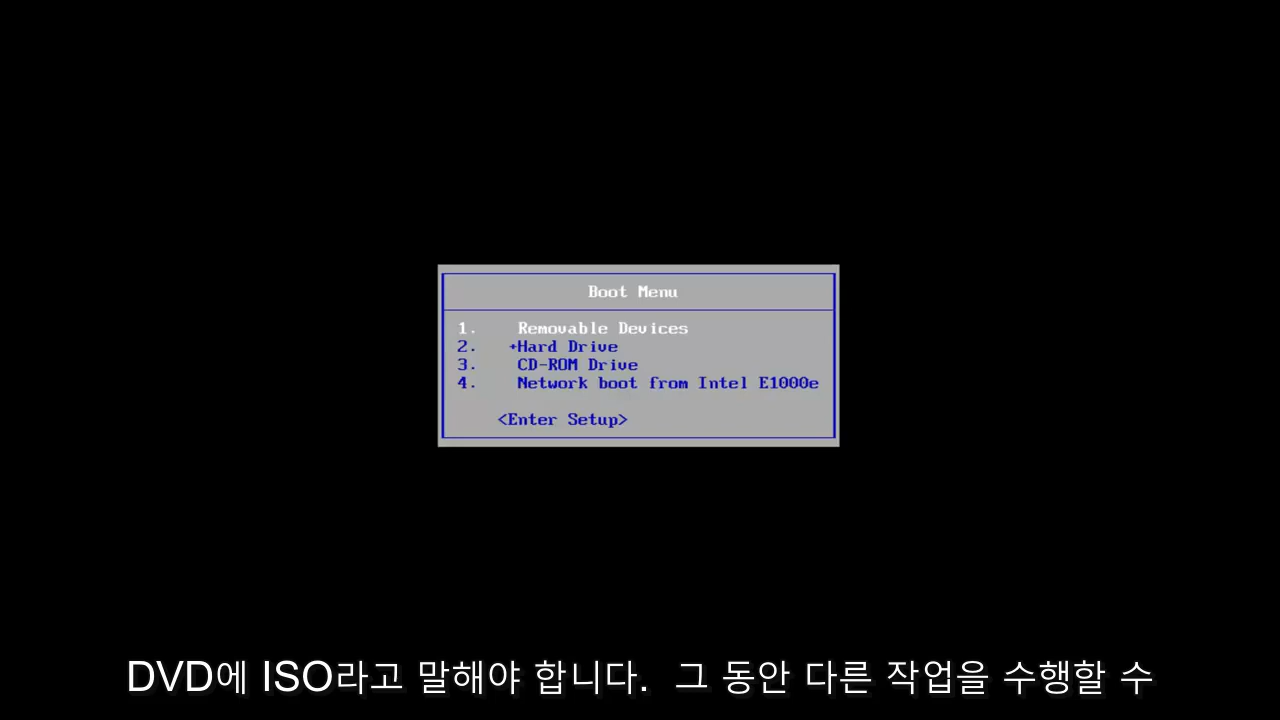 Boot Menu
1. Removable Devices
2. +Hard Drive
3. CD-ROM Drive
4. Network boot from Intel E1000e
<Enter Setup>
DVD에 ISO라고 말해야 합니다. 그 동안 다른 작업을 수행할 수